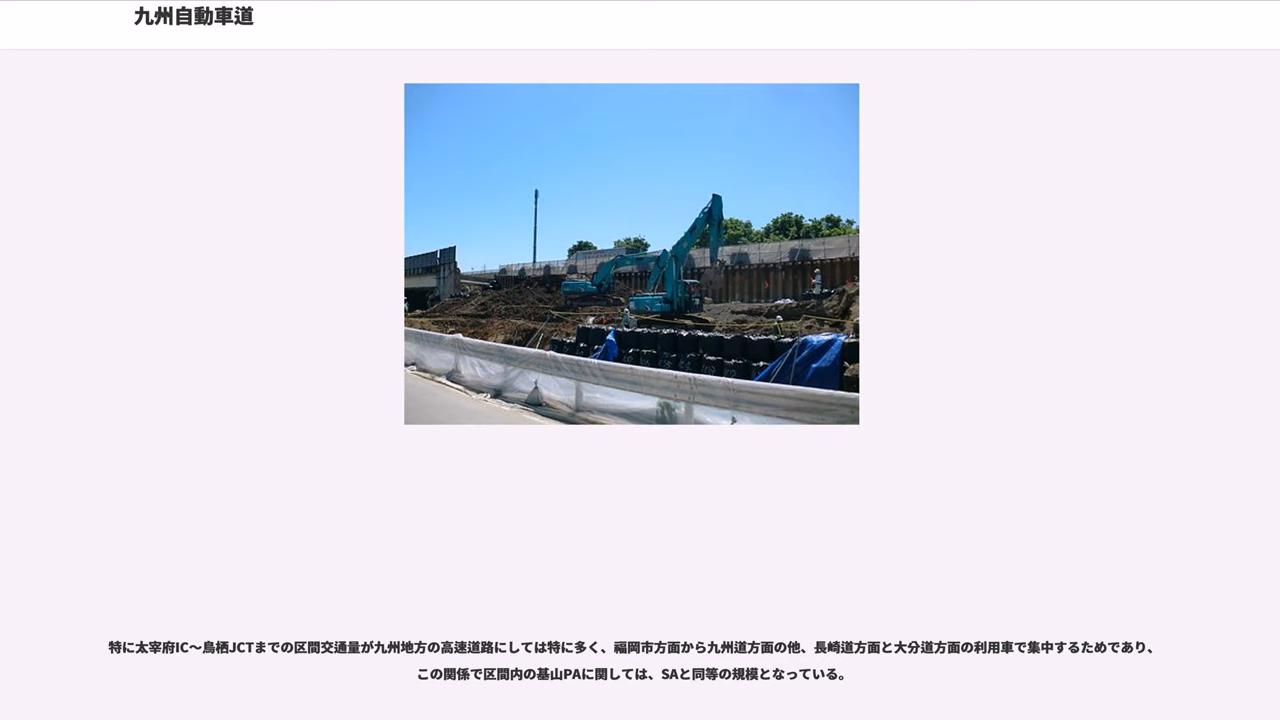 九州自動車道
特に太宰府IC〜鳥栖JCTまでの区間交通量が九州地方の高速道路にしては特に多く、福岡市方面から九州道方面の他、長崎道方面と大分道方面の利用車で集中するためであり、
この関係で区間内の基山PAに関しては、SAと同等の規模となっている。